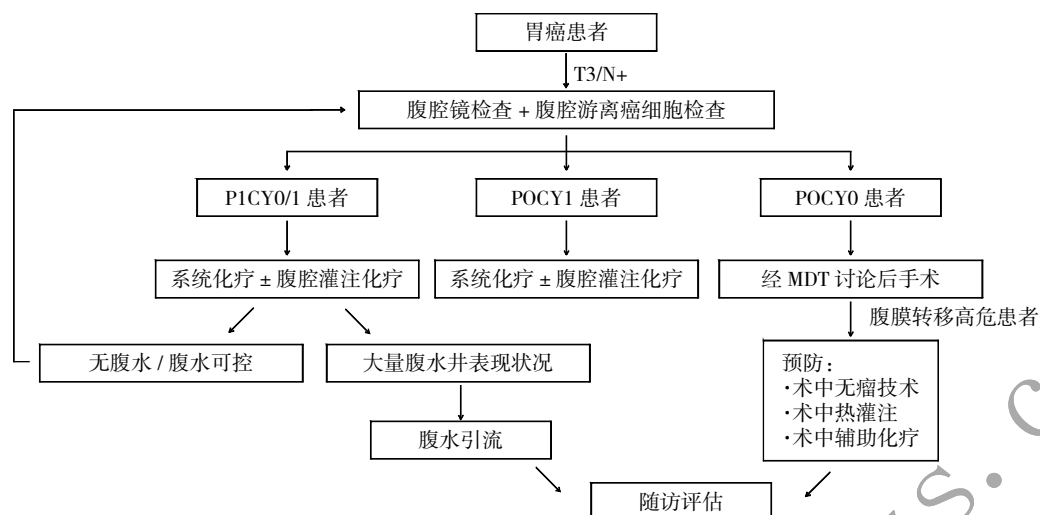 胃癌患者
T3/N+
腹腔镜检查 + 腹腔游离癌细胞检查
P1CY0/1 患者
POCY1 患者
POCY0 患者
系统化疗 ± 腹腔灌注化疗
系统化疗 ± 腹腔灌注化疗
经 MDT 讨论后手术
腹膜转移高危患者
无腹水 / 腹水可控
大量腹水井表现状况
预防：
·术中无瘤技术
·术中热灌注
·术中辅助化疗
腹水引流
随访评估
s.c